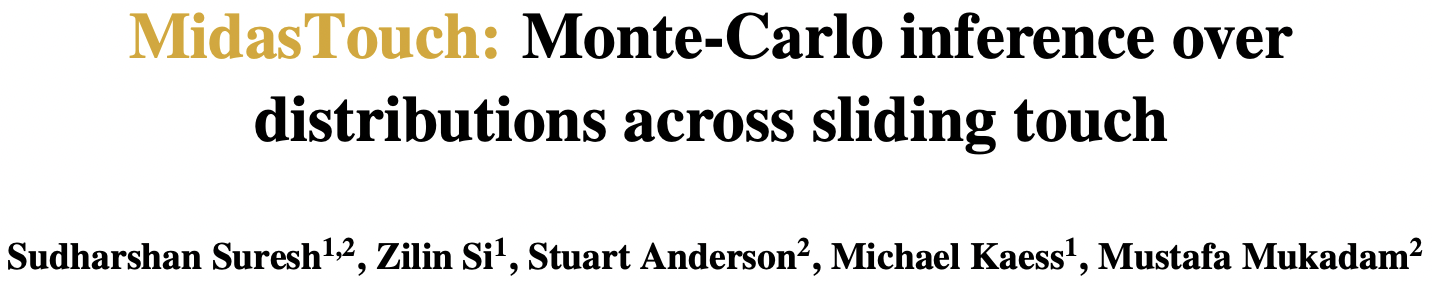 MidasTouch: Monte-Carlo inference over
distributions across sliding touch
Sudharshan Suresh1,2, Zilin Si1, Stuart Anderson2, Michael Kaess1, Mustafa Mukadam2